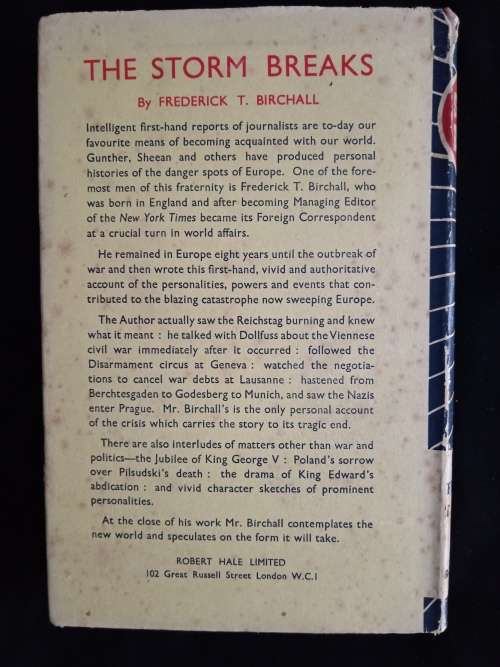 THE STORM BREAKS
By FREDERICK T. BIRCHALL
Intelligent first-hand reports of journalists are to-day our
favourite means of becoming acquainted with our world.
Gunther, Sheean and others have produced personal
histories of the danger spots of Europe. One of the fore-
most men of this fraternity is Frederick T. Birchall, who
was born in England and after becoming Managing Editor
of the New York Times became its Foreign Correspondent
at a crucial turn in world affairs.
He remained in Europe eight years until the outbreak of
war and then wrote this first-hand, vivid and authoritative
account of the personalities, powers and events that con-
tributed to the blazing catastrophe now sweeping Europe.
The Author actually saw the Reichstag burning and knew
what it meant : he talked with Dollfuss about the Viennese
civil war immediately after it occurred : followed the
Disarmament circus at Geneva : watched the negotia-
tions to cancel war debts at Lausanne : hastened from
Berchtesgaden to Godesberg to Munich, and saw the Nazis
enter Prague. Mr. Birchall's is the only personal account
of the crisis which carries the story to its tragic end.
There are also interludes of matters other than war and
politics—the Jubilee of King George V : Poland's sorrow
over Pilsudski's death : the drama of King Edward's
abdication : and vivid character sketches of prominent
personalities.
At the close of his work Mr. Birchall contemplates the
new world and speculates on the form it will take.
ROBERT HALE LIMITED
102 Great Russell Street London W.C.1